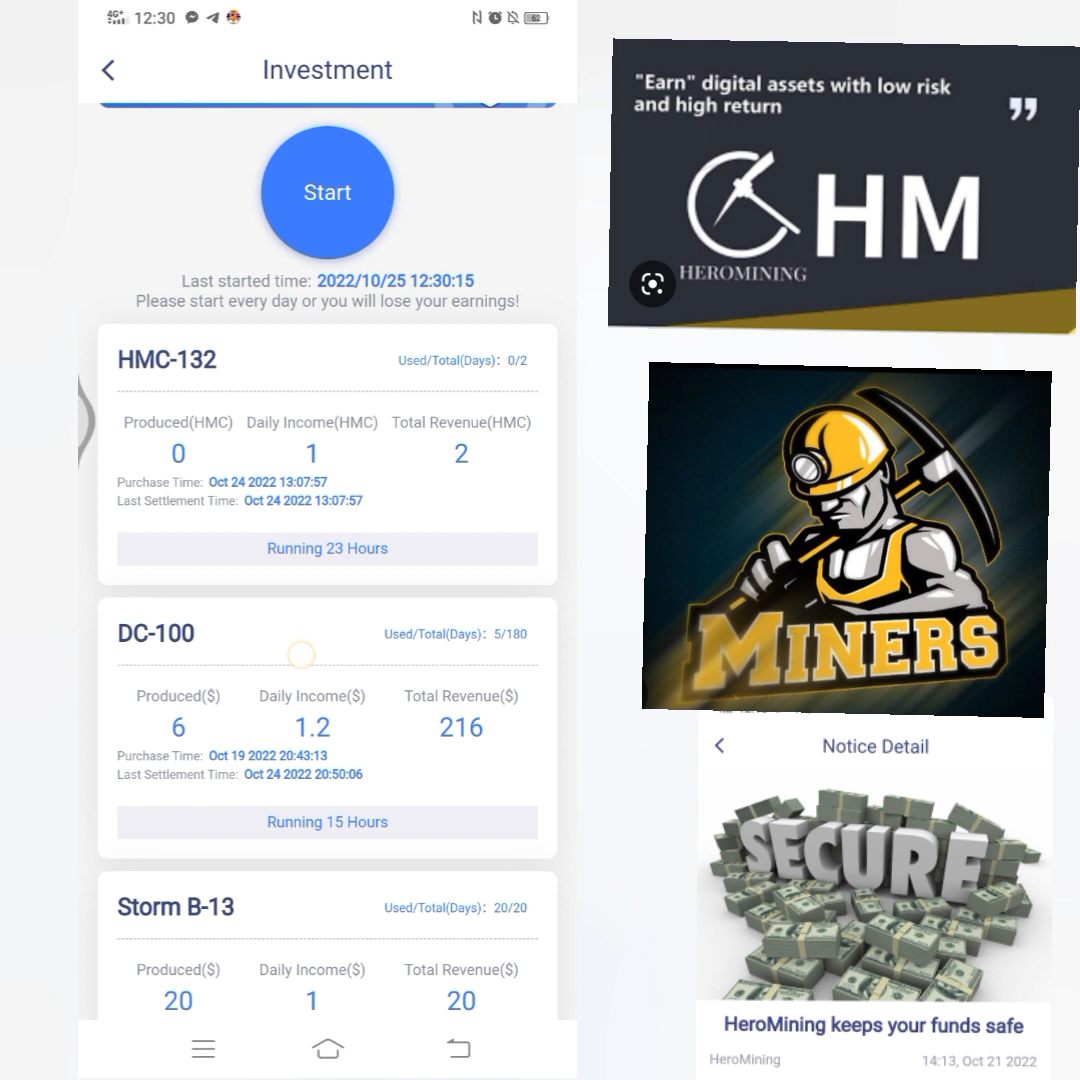 4G+ 12:30 62
Investment
Start
Last started time: 2022/10/25 12:30:15
Please start every day or you will lose your earnings!
HMC-132 Used/Total(Days): 0/2
Produced(HMC) Daily Income(HMC) Total Revenue(HMC)
0 1 2
Purchase Time: Oct 24 2022 13:07:57
Last Settlement Time: Oct 24 2022 13:07:57
Running 23 Hours
DC-100 Used/Total(Days): 5/180
Produced($) Daily Income($) Total Revenue($)
6 1.2 216
Purchase Time: Oct 19 2022 20:43:13
Last Settlement Time: Oct 24 2022 20:50:06
Running 15 Hours
Storm B-13 Used/Total(Days): 20/20
Produced($) Daily Income($) Total Revenue($)
20 1 20
"Earn" digital assets with low risk
and high return
”
HM
HEROMINING
MINERS
Notice Detail
SECURE
HeroMining keeps your funds safe
HeroMining 14:13, Oct 21 2022